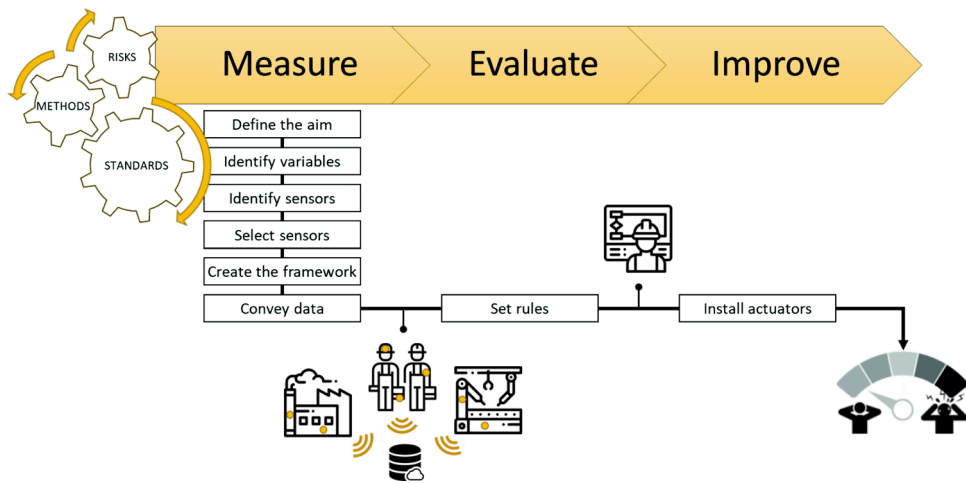 RISKS
METHODS
STANDARDS
Measure
Evaluate
Improve
Define the aim
Identify variables
Identify sensors
Select sensors
Create the framework
Convey data
Set rules
Install actuators